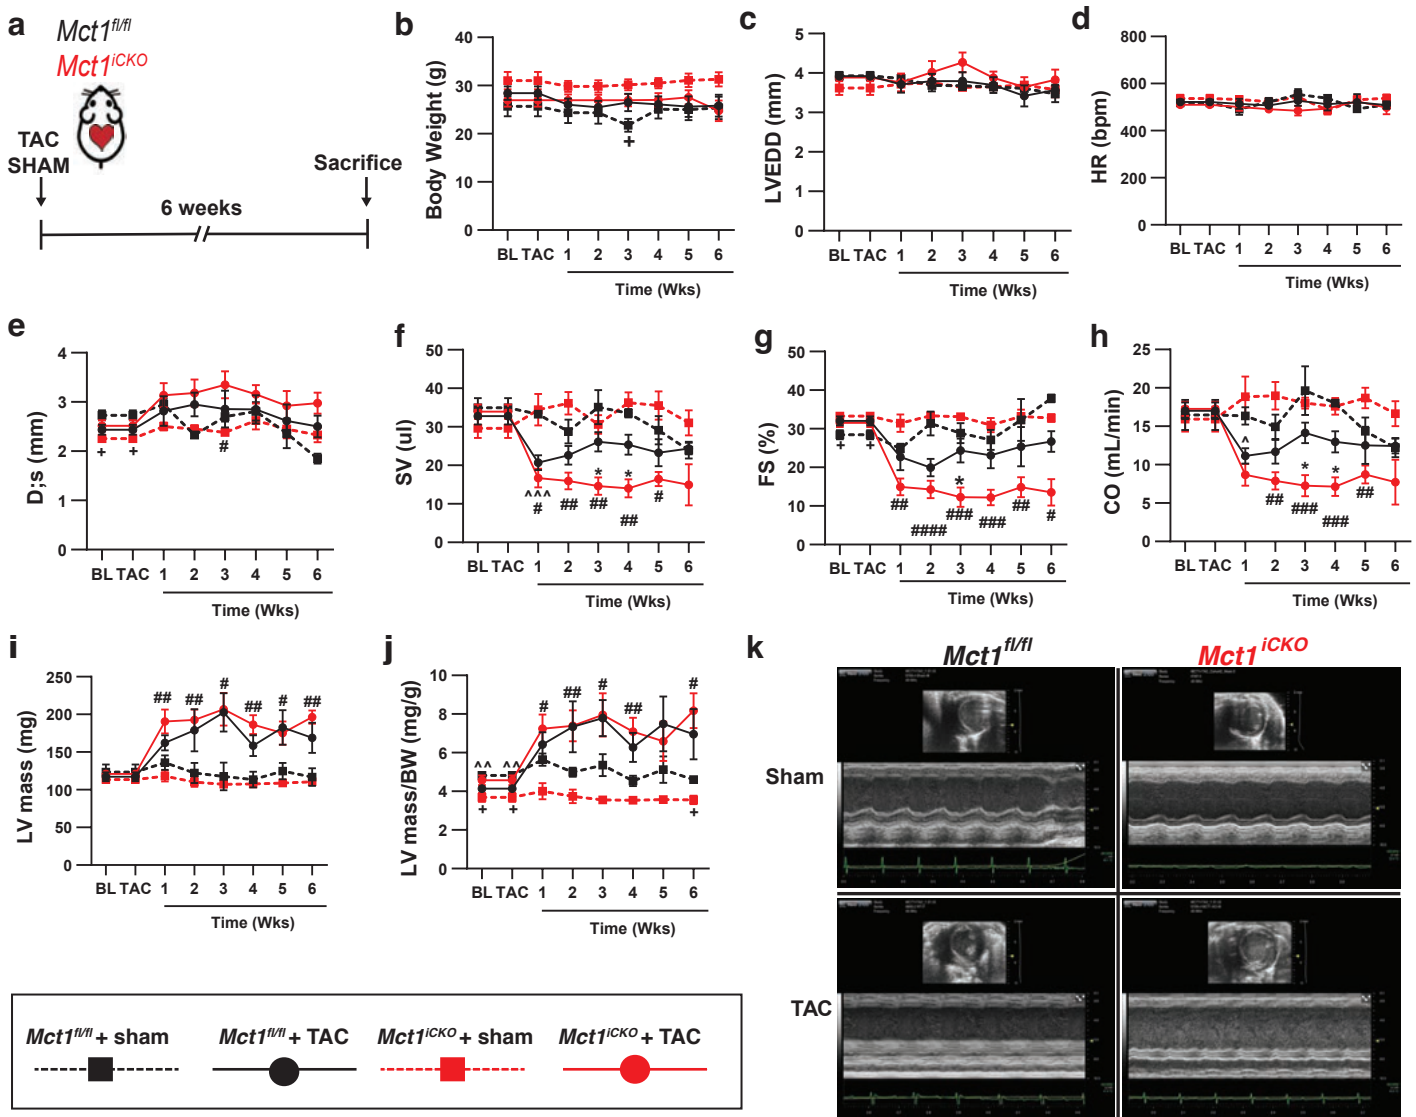 a
Mct1fl/fl
Mct1iCKO
TAC
SHAM
Sacrifice
6 weeks
b
Body Weight (g)
40
30
20
10
0
+
BL TAC 1 2 3 4 5 6
Time (Wks)
c
LVEDD (mm)
5
4
3
2
1
0
BL TAC 1 2 3 4 5 6
Time (Wks)
d
HR (bpm)
800
600
400
200
0
BL TAC 1 2 3 4 5 6
Time (Wks)
e
D;s (mm)
4
3
2
1
0
+ + #
BL TAC 1 2 3 4 5 6
Time (Wks)
f
SV (ul)
50
40
30
20
10
0
* *
^^^ # ## ## ## #
BL TAC 1 2 3 4 5 6
Time (Wks)
g
FS (%)
50
40
30
20
10
0
+ + *
## #### ### ### ## #
BL TAC 1 2 3 4 5 6
Time (Wks)
h
CO (mL/min)
25
20
15
10
5
0
^ * *
## ### ### ##
BL TAC 1 2 3 4 5 6
Time (Wks)
i
LV mass (mg)
250
200
150
100
50
0
## ## # ## # ##
BL TAC 1 2 3 4 5 6
Time (Wks)
j
LV mass/BW (mg/g)
10
8
6
4
2
0
^^ ^^ # ## # ## #
+ + +
BL TAC 1 2 3 4 5 6
Time (Wks)
k
Mct1fl/fl
Mct1iCKO
Sham
TAC
Mct1fl/fl + sham
Mct1fl/fl + TAC
Mct1iCKO + sham
Mct1iCKO + TAC